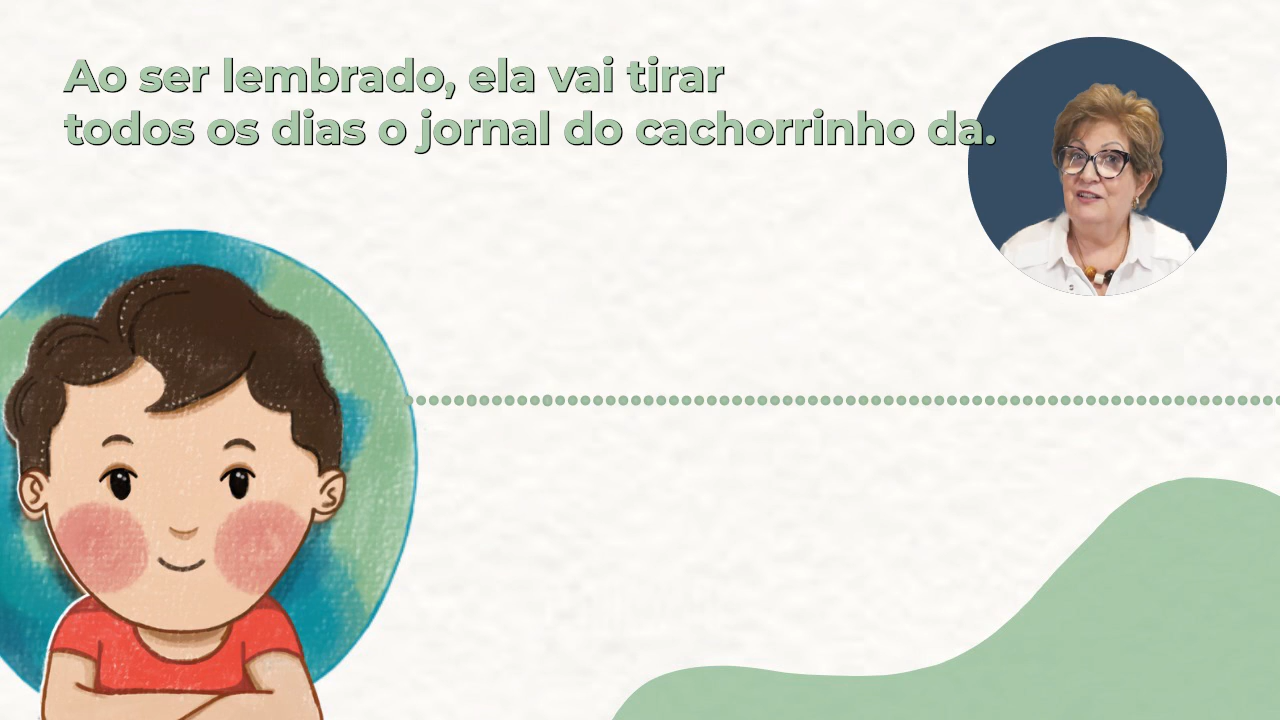 Ao ser lembrado, ela vai tirar
todos os dias o jornal do cachorrinho da.